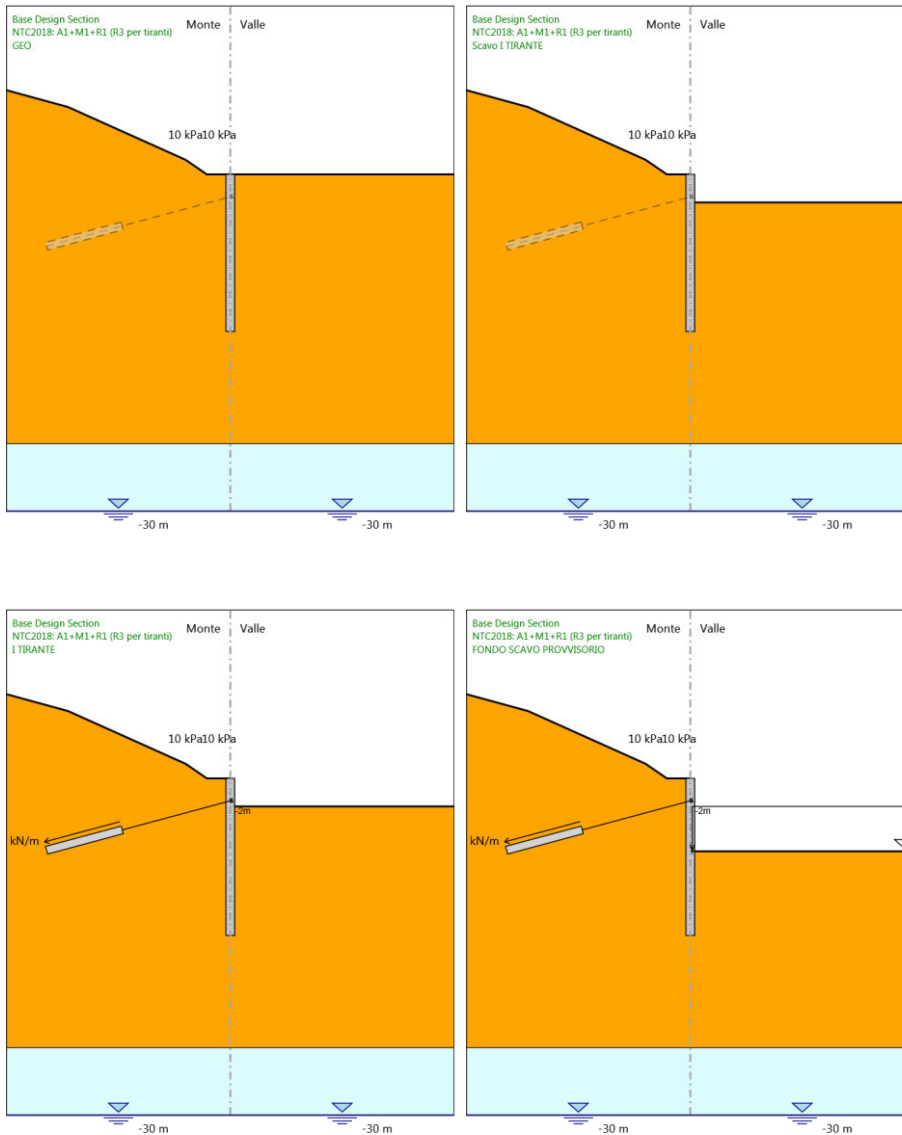 Base Design Section
NTC2018: A1+M1+R1 (R3 per tiranti)
GEO
Monte
Valle
10 kPa10 kPa
-30 m
-30 m
Base Design Section
NTC2018: A1+M1+R1 (R3 per tiranti)
Scavo I TIRANTE
Monte
Valle
10 kPa10 kPa
-30 m
-30 m
Base Design Section
NTC2018: A1+M1+R1 (R3 per tiranti)
I TIRANTE
Monte
Valle
10 kPa10 kPa
-2m
kN/m
-30 m
-30 m
Base Design Section
NTC2018: A1+M1+R1 (R3 per tiranti)
FONDO SCAVO PROVVISORIO
Monte
Valle
10 kPa10 kPa
-2m
kN/m
-30 m
-30 m